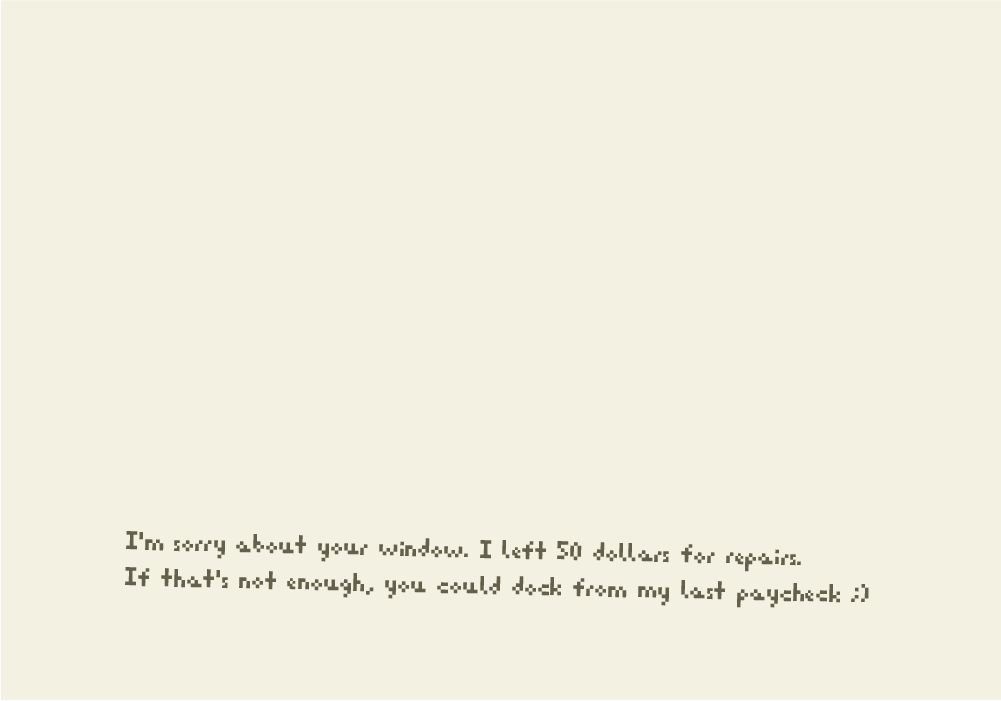 I'm sorry about your window. I left 50 dollars for repairs.
If that's not enough, you could dock from my last paycheck ;)